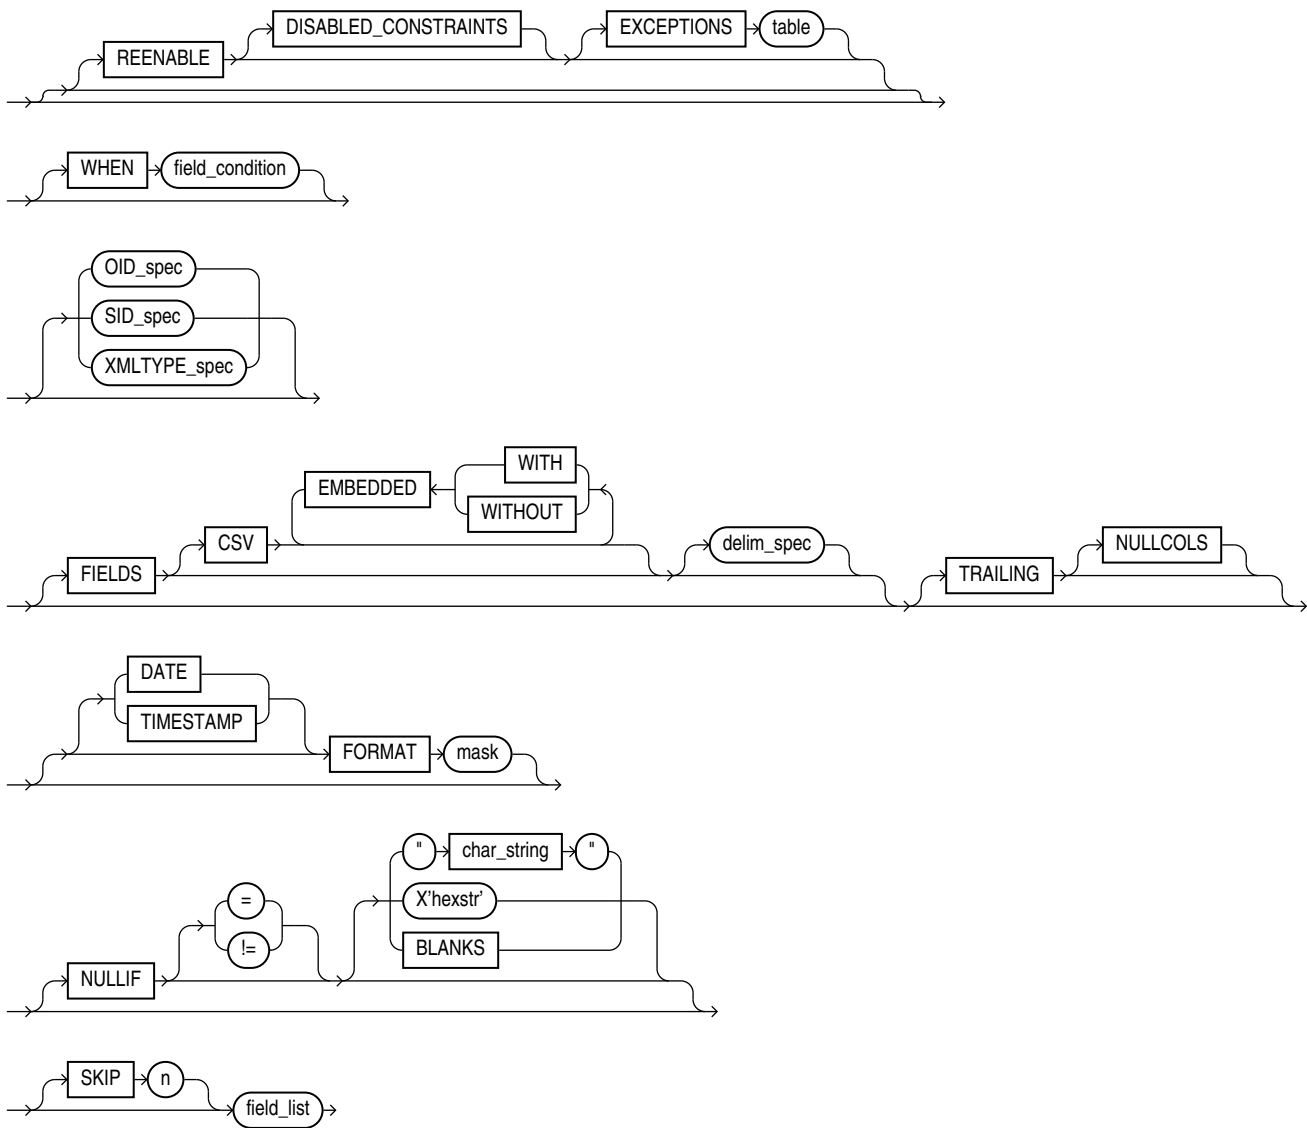 DISABLED_CONSTRAINTS EXCEPTIONS table
REENABLE
WHEN field_condition
OID_spec
SID_spec
XMLTYPE_spec
WITH
EMBEDDED
WITHOUT
CSV delim_spec NULLCOLS
FIELDS TRAILING
DATE
TIMESTAMP
FORMAT mask
" char_string "
= X'hexstr'
!= BLANKS
NULLIF
SKIP n
field_list